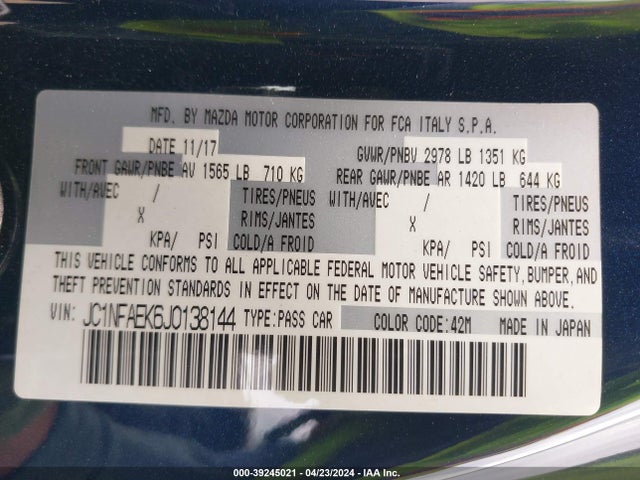 MFD. BY MAZDA MOTOR CORPORATION FOR FCA ITALY S.P.A.
DATE 11/17 GVWR/PNBV 2978 LB 1351 KG
FRONT GAWR/PNBE AV 1565 LB 710 KG REAR GAWR/PNBE AR 1420 LB 644 KG
WITH/AVEC / TIRES/PNEUS WITH/AVEC / TIRES/PNEUS
X RIMS/JANTES X RIMS/JANTES
KPA/ PSI COLD/A FROID KPA/ PSI COLD/A FROID
THIS VEHICLE CONFORMS TO ALL APPLICABLE FEDERAL MOTOR VEHICLE SAFETY,BUMPER,AND
THEFT PREVENTION STANDARDS IN EFFECT ON THE DATE OF MANUFACTURE SHOWN ABOVE.
VIN: JC1NFAEK6J0138144 TYPE:PASS CAR COLOR CODE:42M MADE IN JAPAN
000-39245021 - 04/23/2024 - IAA Inc.